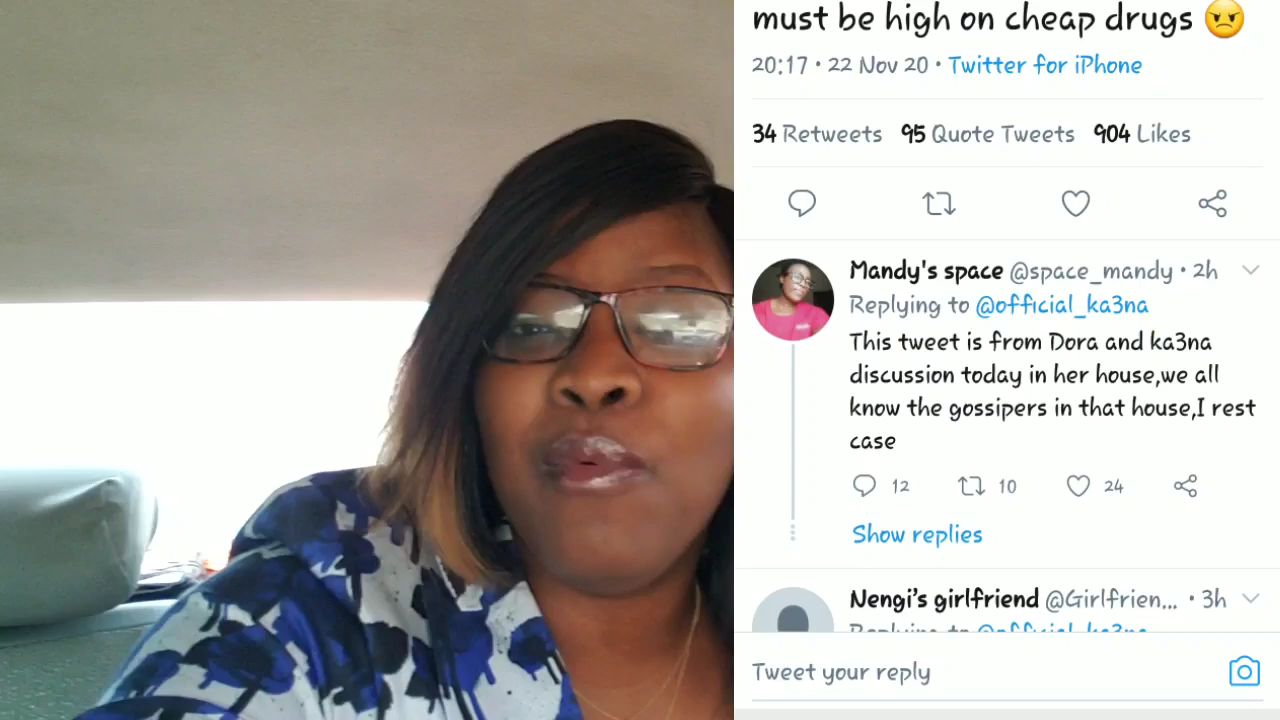 must be high on cheap drugs 😠
20:17 • 22 Nov 20 • Twitter for iPhone
34 Retweets 95 Quote Tweets 904 Likes
Mandy's space @space_mandy • 2h
Replying to @official_ka3na
This tweet is from Dora and ka3na
discussion today in her house,we all
know the gossipers in that house,I rest
case
12 10 24
Show replies
Nengi's girlfriend @Girlfrien... • 3h
Replying to @official_ka3na
Tweet your reply